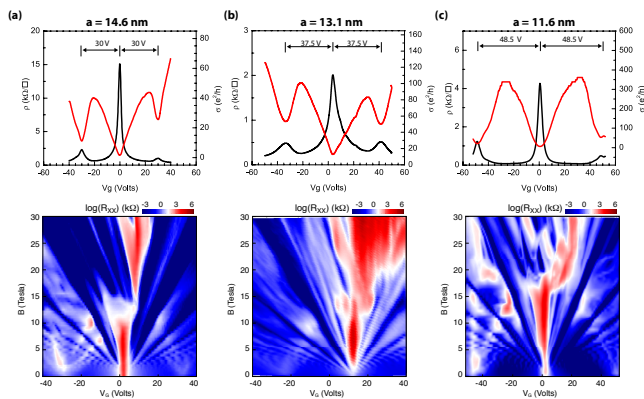 (a) a = 14.6 nm
(b) a = 13.1 nm
(c) a = 11.6 nm
30 V 30 V
37.5 V 37.5 V
48.5 V 48.5 V
20
15
10
5
0
ρ (kΩ/□)
80
60
40
20
0
σ (e²/h)
-60 -40 -20 0 20 40 60
Vg (Volts)
3
2
1
0
ρ (kΩ/□)
160
140
120
100
80
60
40
20
0
σ (e²/h)
-60 -40 -20 0 20 40 60
Vg (Volts)
6
4
2
0
ρ (kΩ/□)
600
500
400
300
200
100
0
σ (e²/h)
-60 -40 -20 0 20 40 60
Vg (Volts)
log(RXX) (kΩ) -3 0 3 6
30
25
20
15
10
5
0
B (Tesla)
-40 -20 0 20 40
VG (Volts)
log(RXX) (kΩ) -3 0 3 6
30
25
20
15
10
5
0
B (Tesla)
-40 -20 0 20 40
VG (Volts)
log(RXX) (kΩ) -3 0 3 6
30
25
20
15
10
5
0
B (Tesla)
-40 -20 0 20 40
VG (Volts)